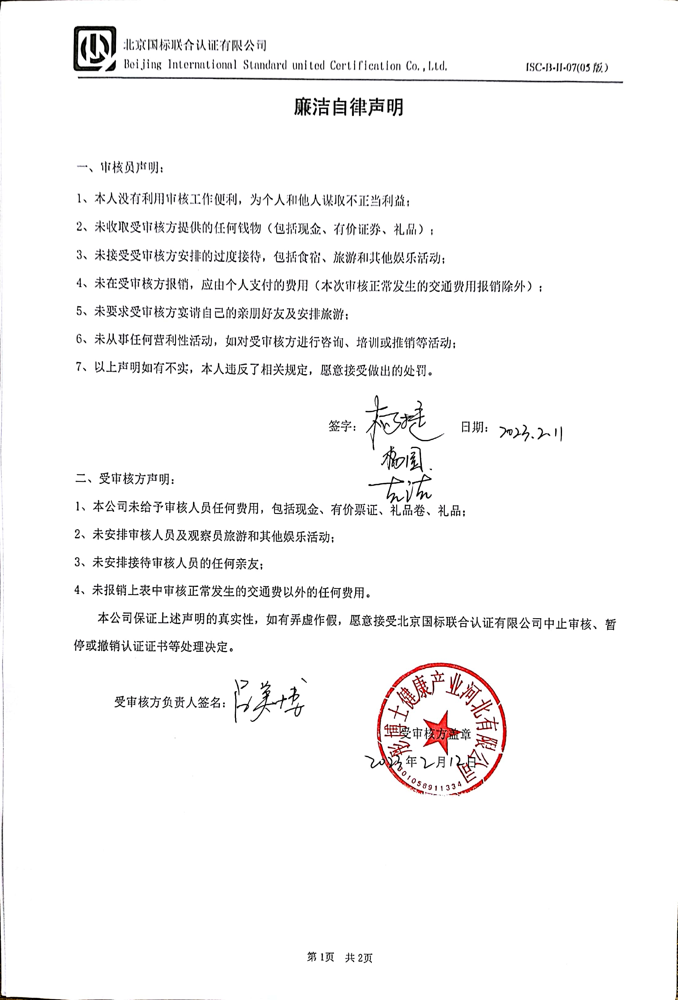 北京国标联合认证有限公司
Beijing International Standard united Certification Co.,Ltd.
ISC-B-II-07(05版)
廉洁自律声明
一、审核员声明：
1、本人没有利用审核工作便利，为个人和他人谋取不正当利益；
2、未收取受审核方提供的任何钱物（包括现金、有价证券、礼品）；
3、未接受受审核方安排的过度接待，包括食宿、旅游和其他娱乐活动；
4、未在受审核方报销，应由个人支付的费用（本次审核正常发生的交通费用报销除外）；
5、未要求受审核方宴请自己的亲朋好友及安排旅游；
6、未从事任何营利性活动，如对受审核方进行咨询、培训或推销等活动；
7、以上声明如有不实，本人违反了相关规定，愿意接受做出的处罚。
签字： 日期：2023.2.11
二、受审核方声明：
1、本公司未给予审核人员任何费用，包括现金、有价票证、礼品卷、礼品；
2、未安排审核人员及观察员旅游和其他娱乐活动；
3、未安排接待审核人员的任何亲友；
4、未报销上表中审核正常发生的交通费以外的任何费用。
本公司保证上述声明的真实性，如有弄虚作假，愿意接受北京国标联合认证有限公司中止审核、暂
停或撤销认证证书等处理决定。
受审核方负责人签名：吕美博
博士健康产业河北有限公司
受审核方盖章
2023年2月12日
301058911334
第1页 共2页